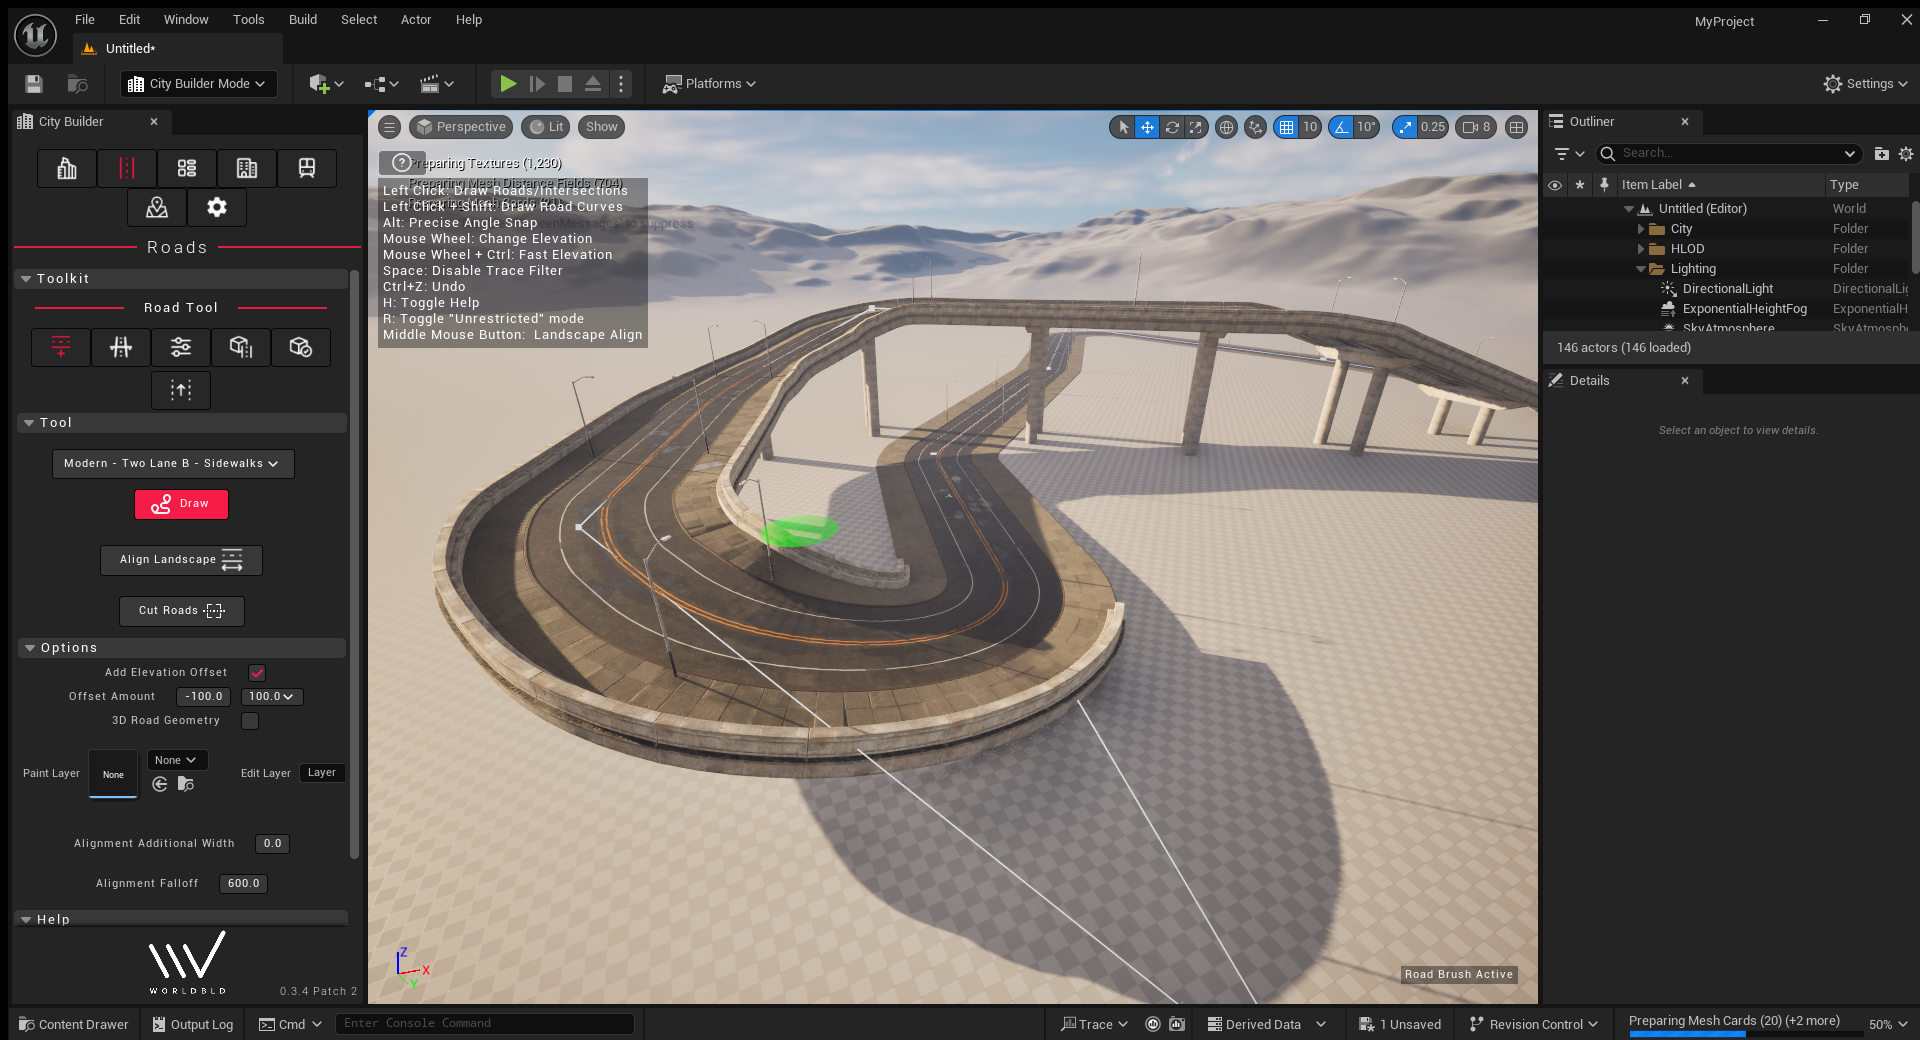 File Edit Window Tools Build Select Actor Help
MyProject
Untitled*
City Builder Mode
Platforms
Settings
City Builder
Perspective
Lit
Show
10
10°
0.25
8
Outliner
Search...
Item Label
Type
Untitled (Editor) World
City Folder
HLOD Folder
Lighting Folder
DirectionalLight DirectionalLig
ExponentialHeightFog ExponentialH
SkyAtmosphere SkyAtmosph
146 actors (146 loaded)
Details
Select an object to view details.
Preparing Textures (1,230)
Preparing Mesh Distance Fields (704)
Left Click: Draw Roads/Intersections
Left Click + Shift: Draw Road Curves
Alt: Precise Angle Snap
to suppress
Mouse Wheel: Change Elevation
Mouse Wheel + Ctrl: Fast Elevation
Space: Disable Trace Filter
Ctrl+Z: Undo
H: Toggle Help
R: Toggle "Unrestricted" mode
Middle Mouse Button: Landscape Align
Roads
Toolkit
Road Tool
Tool
Modern - Two Lane B - Sidewalks
Draw
Align Landscape
Cut Roads
Options
Add Elevation Offset
Offset Amount -100.0 100.0
3D Road Geometry
Paint Layer None None Edit Layer Layer
Alignment Additional Width 0.0
Alignment Falloff 600.0
Help
WORLDBLD
0.3.4 Patch 2
Z
X
Y
Road Brush Active
Content Drawer
Output Log
Cmd
Enter Console Command
Trace
Derived Data
1 Unsaved
Revision Control
Preparing Mesh Cards (20) (+2 more)
50%